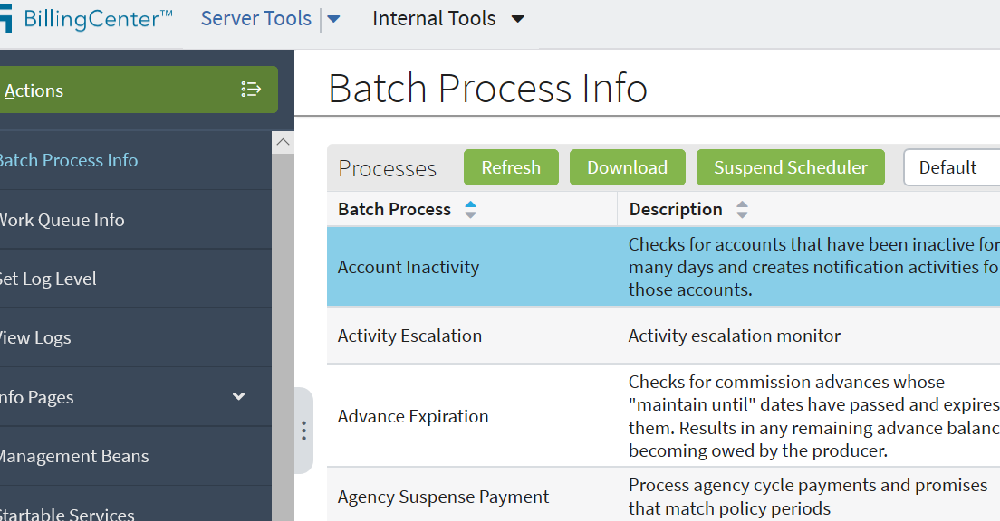 BillingCenter™ Server Tools Internal Tools
Actions
Batch Process Info
Work Queue Info
Set Log Level
View Logs
Info Pages
Management Beans
Startable Services
Batch Process Info
Processes Refresh Download Suspend Scheduler Default
Batch Process Description
Account Inactivity
Checks for accounts that have been inactive for
many days and creates notification activities fo
those accounts.
Activity Escalation
Activity escalation monitor
Advance Expiration
Checks for commission advances whose
"maintain until" dates have passed and expires
them. Results in any remaining advance balanc
becoming owed by the producer.
Agency Suspense Payment
Process agency cycle payments and promises
that match policy periods